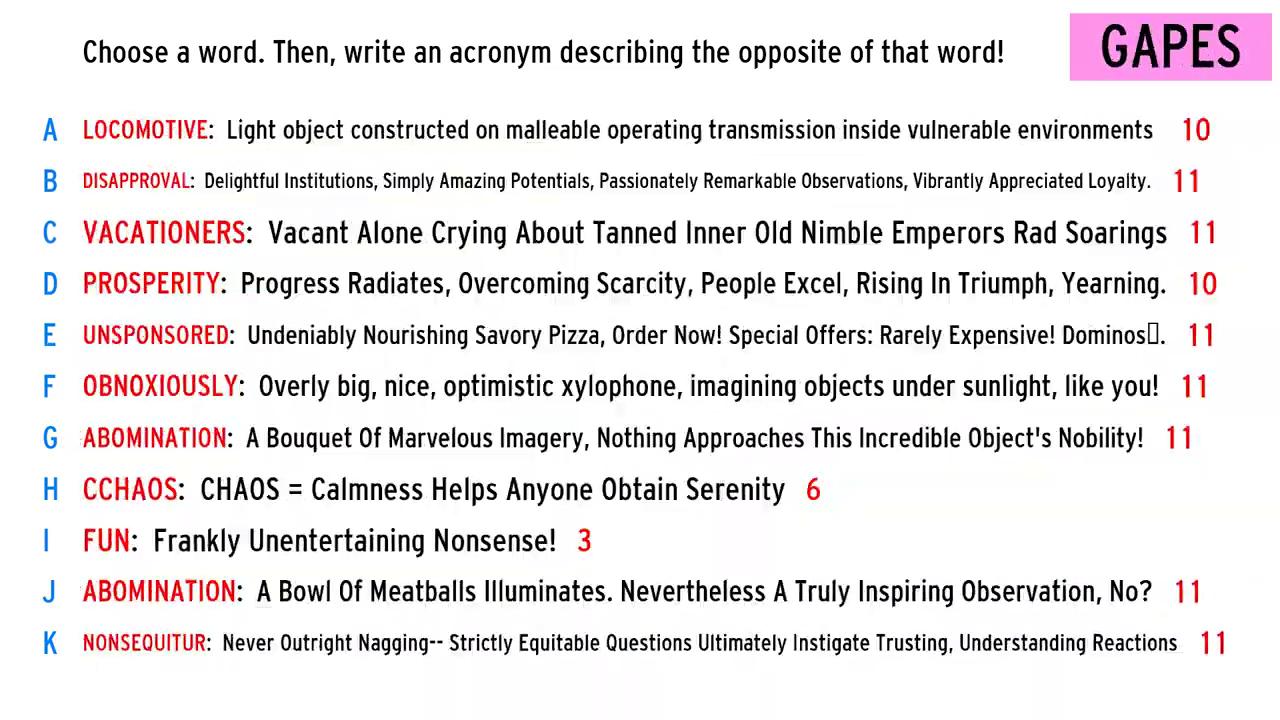 Choose a word. Then, write an acronym describing the opposite of that word!
GAPES
A LOCOMOTIVE: Light object constructed on malleable operating transmission inside vulnerable environments 10
B DISAPPROVAL: Delightful Institutions, Simply Amazing Potentials, Passionately Remarkable Observations, Vibrantly Appreciated Loyalty. 11
C VACATIONERS: Vacant Alone Crying About Tanned Inner Old Nimble Emperors Rad Soarings 11
D PROSPERITY: Progress Radiates, Overcoming Scarcity, People Excel, Rising In Triumph, Yearning. 10
E UNSPONSORED: Undeniably Nourishing Savory Pizza, Order Now! Special Offers: Rarely Expensive! Dominos▯. 11
F OBNOXIOUSLY: Overly big, nice, optimistic xylophone, imagining objects under sunlight, like you! 11
G ABOMINATION: A Bouquet Of Marvelous Imagery, Nothing Approaches This Incredible Object's Nobility! 11
H CCHAOS: CHAOS = Calmness Helps Anyone Obtain Serenity 6
I FUN: Frankly Unentertaining Nonsense! 3
J ABOMINATION: A Bowl Of Meatballs Illuminates. Nevertheless A Truly Inspiring Observation, No? 11
K NONSEQUITUR: Never Outright Nagging-- Strictly Equitable Questions Ultimately Instigate Trusting, Understanding Reactions 11